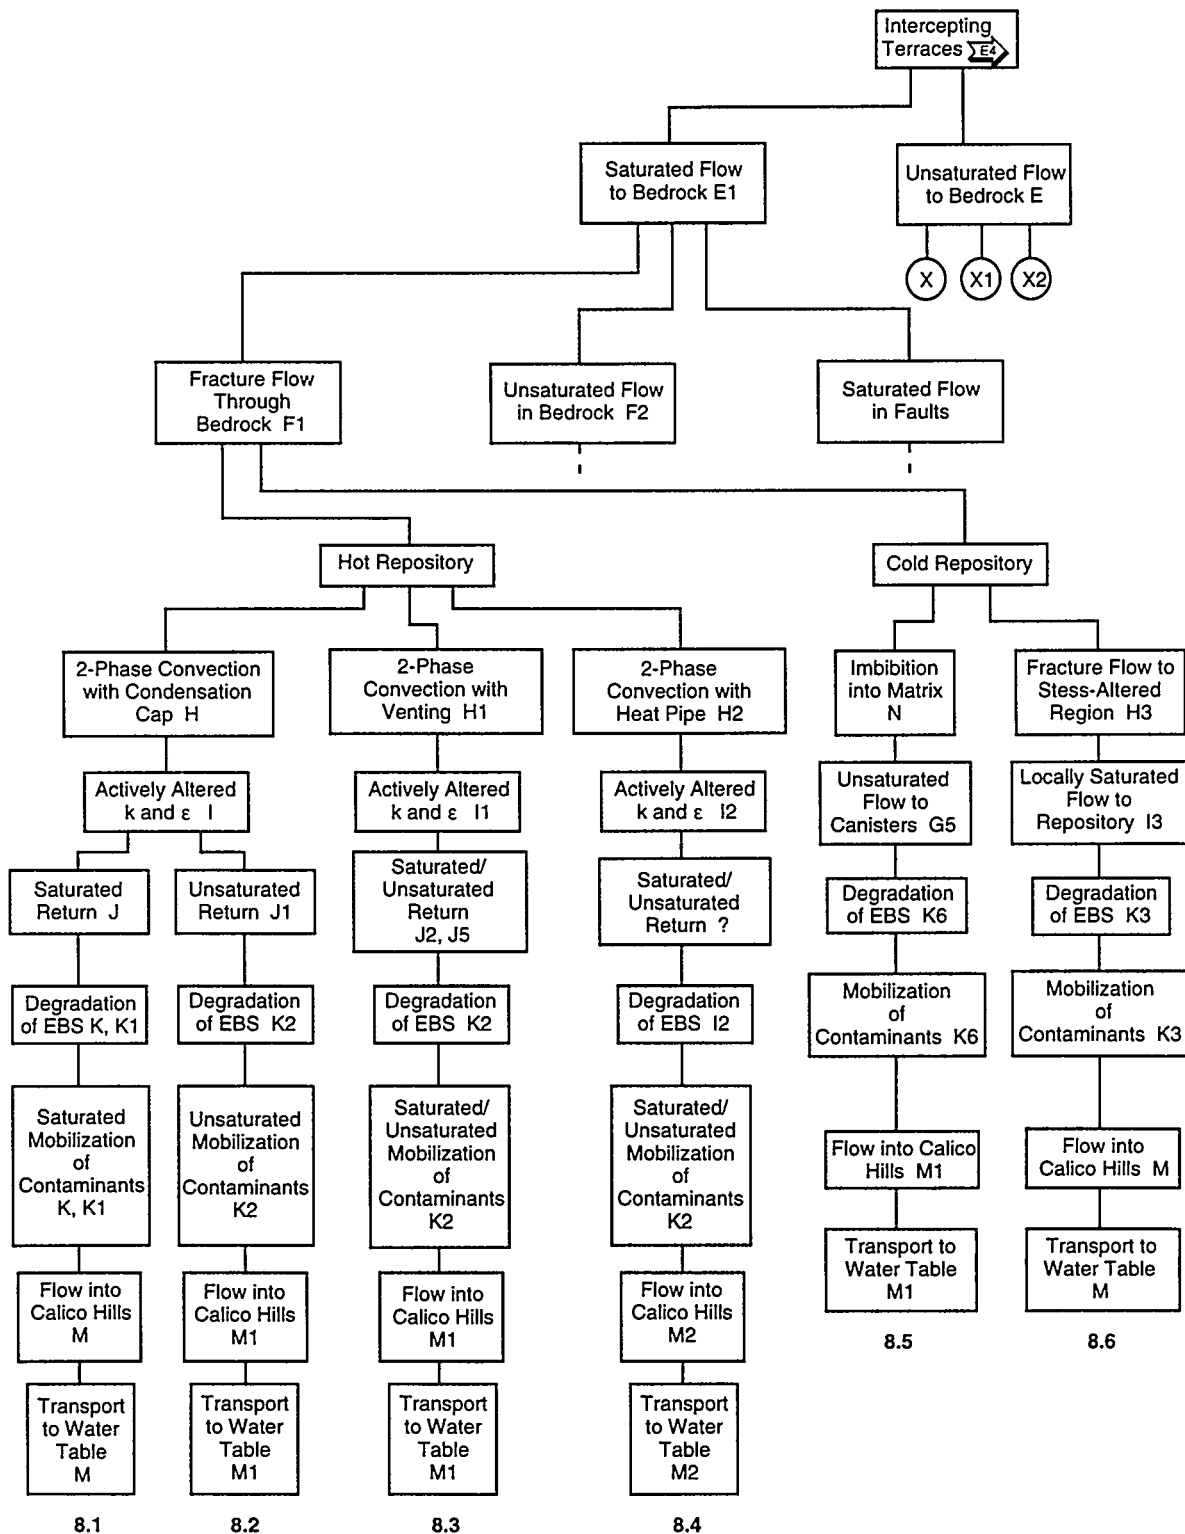 Intercepting
Terraces E4
Saturated Flow
to Bedrock E1
Unsaturated Flow
to Bedrock E
X
X1
X2
Fracture Flow
Through
Bedrock F1
Unsaturated Flow
in Bedrock F2
Saturated Flow
in Faults
Hot Repository
Cold Repository
2-Phase Convection
with Condensation
Cap H
2-Phase
Convection with
Venting H1
2-Phase
Convection with
Heat Pipe H2
Imbibition
into Matrix
N
Fracture Flow to
Stess-Altered
Region H3
Actively Altered
k and ε I
Actively Altered
k and ε I1
Actively Altered
k and ε I2
Unsaturated
Flow to
Canisters G5
Locally Saturated
Flow to
Repository I3
Saturated
Return J
Unsaturated
Return J1
Saturated/
Unsaturated
Return
J2, J5
Saturated/
Unsaturated
Return ?
Degradation
of EBS K6
Degradation
of EBS K3
Degradation
of EBS K, K1
Degradation
of EBS K2
Degradation
of EBS K2
Degradation
of EBS I2
Mobilization
of
Contaminants K6
Mobilization
of
Contaminants K3
Saturated
Mobilization
of
Contaminants
K, K1
Unsaturated
Mobilization
of
Contaminants
K2
Saturated/
Unsaturated
Mobilization
of
Contaminants
K2
Saturated/
Unsaturated
Mobilization
of
Contaminants
K2
Flow into Calico
Hills M1
Flow into
Calico Hills M
Transport to
Water Table
M1
Transport to
Water Table
M
Flow into
Calico Hills
M
Flow into
Calico Hills
M1
Flow into
Calico Hills
M1
Flow into
Calico Hills
M2
8.5
8.6
Transport
to Water
Table
M
Transport
to Water
Table
M1
Transport
to Water
Table
M1
Transport
to Water
Table
M2
8.1
8.2
8.3
8.4